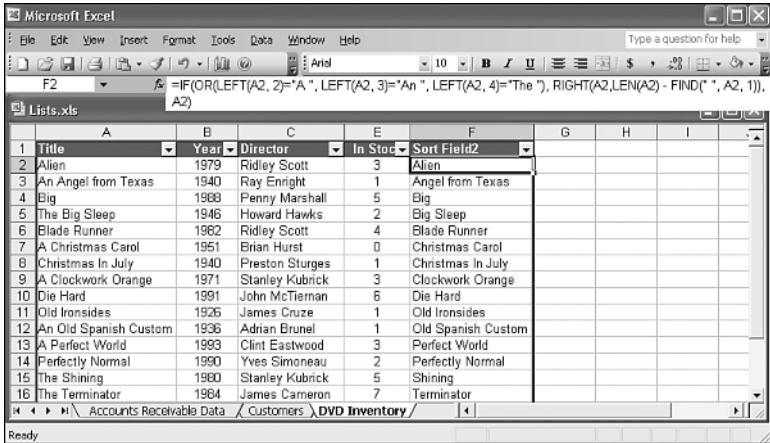 Microsoft Excel
File Edit View Insert Format Tools Data Window Help Type a question for help
Arial 10 B I U $ ,
F2 fx =IF(OR(LEFT(A2, 2)="A ", LEFT(A2, 3)="An ", LEFT(A2, 4)="The "), RIGHT(A2,LEN(A2) - FIND(" ", A2, 1)),
A2)
Lists.xls
A B C E F G H I
1 Title Year Director In Stoc Sort Field2
2 Alien 1979 Ridley Scott 3 Alien
3 An Angel from Texas 1940 Ray Enright 1 Angel from Texas
4 Big 1988 Penny Marshall 5 Big
5 The Big Sleep 1946 Howard Hawks 2 Big Sleep
6 Blade Runner 1982 Ridley Scott 4 Blade Runner
7 A Christmas Carol 1951 Brian Hurst 0 Christmas Carol
8 Christmas In July 1940 Preston Sturges 1 Christmas In July
9 A Clockwork Orange 1971 Stanley Kubrick 3 Clockwork Orange
10 Die Hard 1991 John McTiernan 6 Die Hard
11 Old Ironsides 1926 James Cruze 1 Old Ironsides
12 An Old Spanish Custom 1936 Adrian Brunel 1 Old Spanish Custom
13 A Perfect World 1993 Clint Eastwood 3 Perfect World
14 Perfectly Normal 1990 Yves Simoneau 2 Perfectly Normal
15 The Shining 1980 Stanley Kubrick 5 Shining
16 The Terminator 1984 James Cameron 7 Terminator
Accounts Receivable Data / Customers \ DVD Inventory /
Ready